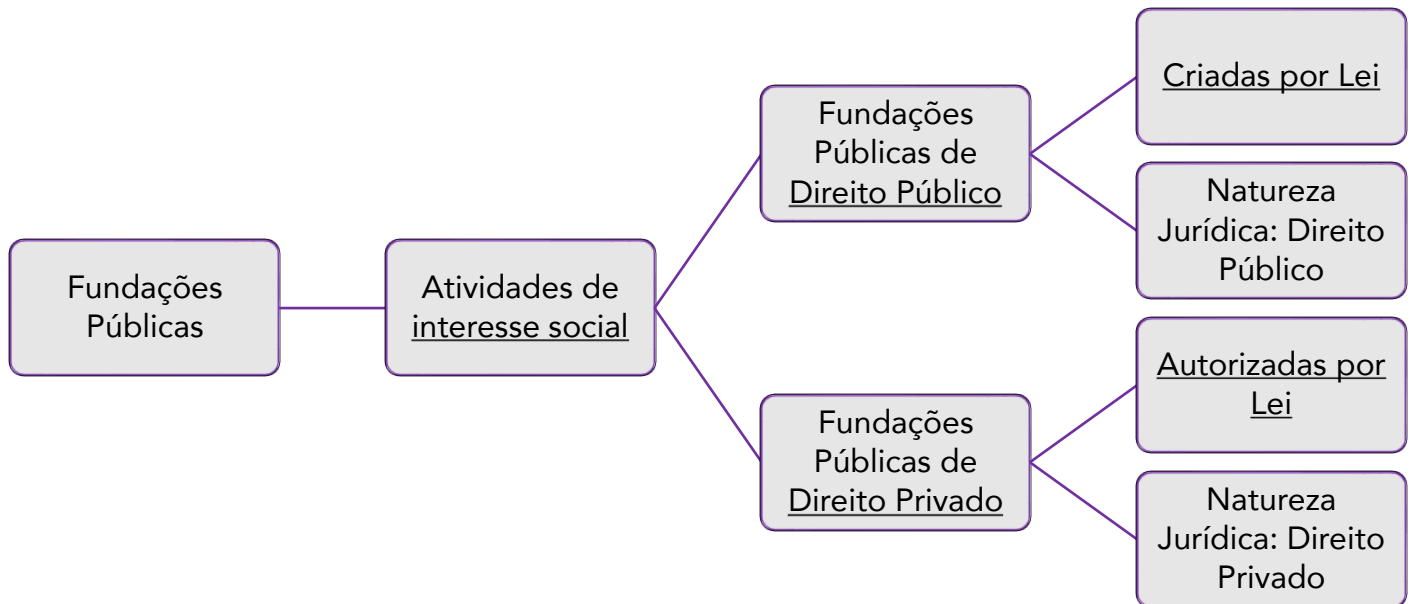 Fundações
Públicas
Atividades de
interesse social
Fundações
Públicas de
Direito Público
Criadas por Lei
Natureza
Jurídica: Direito
Público
Fundações
Públicas de
Direito Privado
Autorizadas por
Lei
Natureza
Jurídica: Direito
Privado